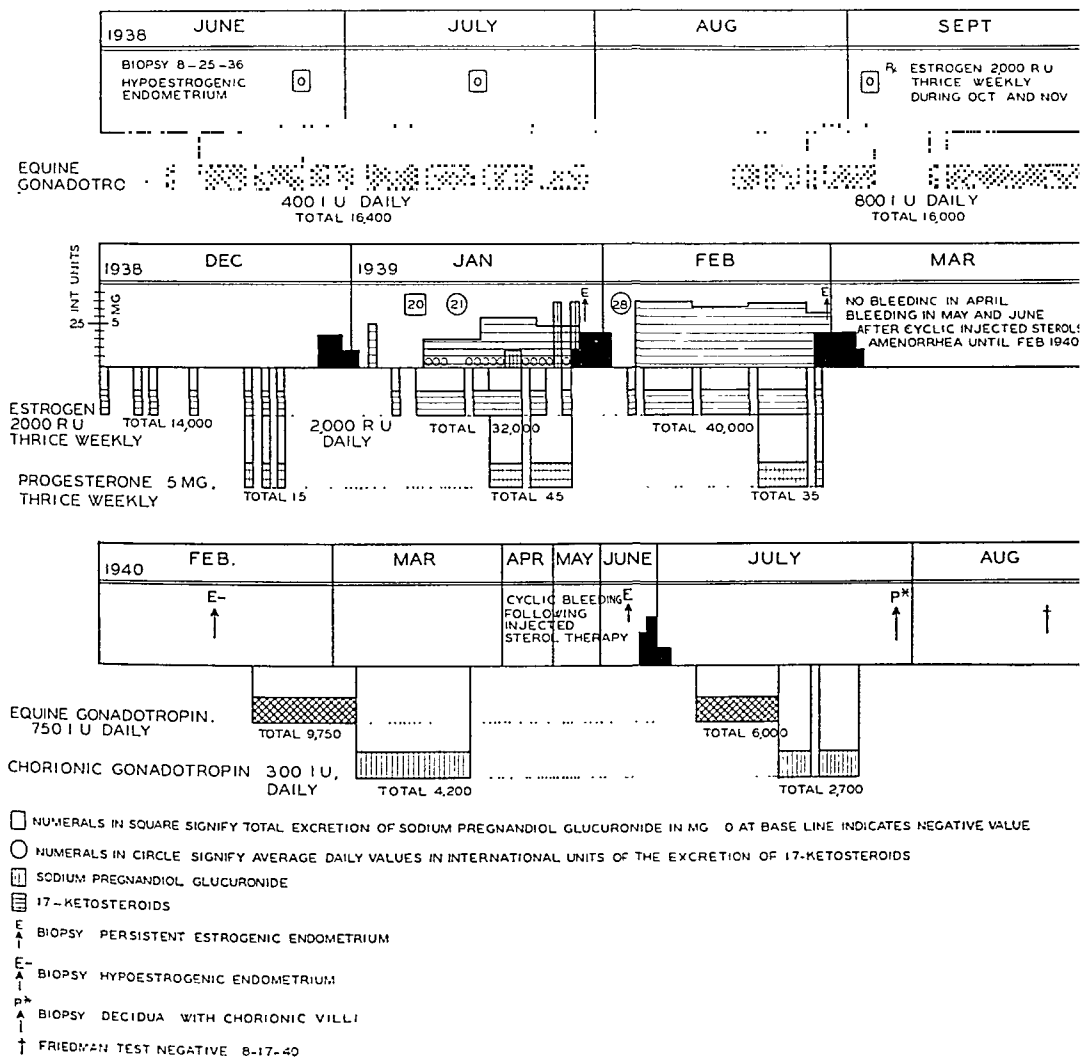 1938 JUNE JULY AUG SEPT
BIOPSY 8-25-36
HYPOESTROGENIC
ENDOMETRIUM
0
0
0
℞ ESTROGEN 2,000 R U
THRICE WEEKLY
DURING OCT AND NOV
EQUINE
GONADOTRO
400 I U DAILY
TOTAL 16,400
800 I U DAILY
TOTAL 16,000
INT UNITS
MG
25 5
1938 DEC 1939 JAN FEB MAR
20 21 E 28 E
NO BLEEDING IN APRIL
BLEEDING IN MAY AND JUNE
AFTER CYCLIC INJECTED STEROLS
AMENORRHEA UNTIL FEB 1940
ESTROGEN
2000 R U
THRICE WEEKLY
TOTAL 14,000
2,000 R U
DAILY
TOTAL 32,000
TOTAL 40,000
PROGESTERONE 5 MG.
THRICE WEEKLY
TOTAL 15
TOTAL 45
TOTAL 35
1940 FEB. MAR APR MAY JUNE JULY AUG
E-
CYCLIC BLEEDING
FOLLOWING
INJECTED
STEROL THERAPY
E
P*
†
EQUINE GONADOTROPIN.
750 I U DAILY
TOTAL 9,750
TOTAL 6,000
CHORIONIC GONADOTROPIN 300 I U,
DAILY
TOTAL 4,200
TOTAL 2,700
NUMERALS IN SQUARE SIGNIFY TOTAL EXCRETION OF SODIUM PREGNANDIOL GLUCURONIDE IN MG 0 AT BASE LINE INDICATES NEGATIVE VALUE
NUMERALS IN CIRCLE SIGNIFY AVERAGE DAILY VALUES IN INTERNATIONAL UNITS OF THE EXCRETION OF 17-KETOSTEROIDS
SODIUM PREGNANDIOL GLUCURONIDE
17-KETOSTEROIDS
E BIOPSY PERSISTENT ESTROGENIC ENDOMETRIUM
E- BIOPSY HYPOESTROGENIC ENDOMETRIUM
P* BIOPSY DECIDUA WITH CHORIONIC VILLI
† FRIEDMAN TEST NEGATIVE 8-17-40